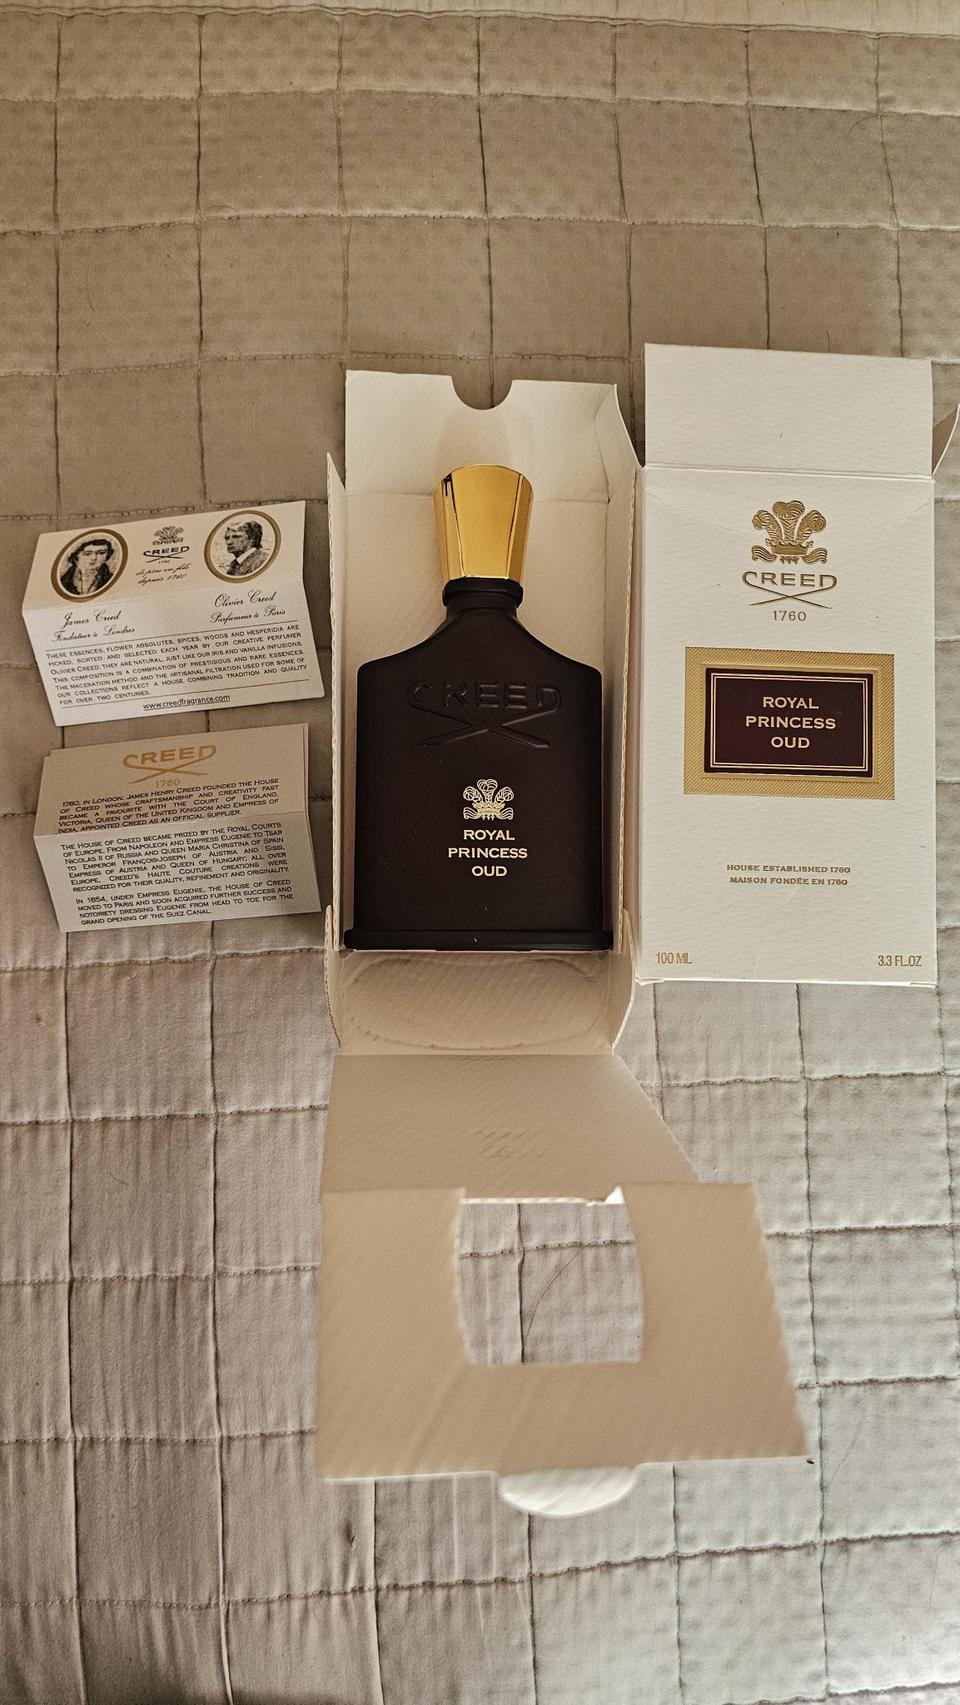 CREED
1760
de père en fils
depuis 1760
James Creed
Fondateur à Londres
Olivier Creed
Parfumeur à Paris
THESE ESSENCES, FLOWER ABSOLUTES, SPICES, WOODS AND HESPERIDIA ARE
PICKED, SORTED AND SELECTED EACH YEAR BY OUR CREATIVE PERFUMER
OLIVIER CREED; THEY ARE NATURAL, JUST LIKE OUR IRIS AND VANILLA INFUSIONS.
THIS COMPOSITION IS A COMBINATION OF PRESTIGIOUS AND RARE ESSENCES.
THE MACERATION METHOD AND THE ARTISANAL FILTRATION USED FOR SOME OF
OUR COLLECTIONS REFLECT A HOUSE COMBINING TRADITION AND QUALITY
FOR OVER TWO CENTURIES.
www.creedfragrance.com
CREED
1760
1760, IN LONDON, JAMES HENRY CREED FOUNDED THE HOUSE
OF CREED WHOSE CRAFTSMANSHIP AND CREATIVITY FAST
BECAME A FAVOURITE WITH THE COURT OF ENGLAND.
VICTORIA, QUEEN OF THE UNITED KINGDOM AND EMPRESS OF
INDIA, APPOINTED CREED AS AN OFFICIAL SUPPLIER.
THE HOUSE OF CREED BECAME PRIZED BY THE ROYAL COURTS
OF EUROPE. FROM NAPOLEON AND EMPRESS EUGENIE TO TSAR
NICOLAS II OF RUSSIA AND QUEEN MARIA CHRISTINA OF SPAIN
TO EMPEROR FRANÇOIS-JOSEPH OF AUSTRIA AND SISSI,
EMPRESS OF AUSTRIA AND QUEEN OF HUNGARY; ALL OVER
EUROPE, CREED'S HAUTE COUTURE CREATIONS WERE
RECOGNIZED FOR THEIR QUALITY, REFINEMENT AND ORIGINALITY.
IN 1854, UNDER EMPRESS EUGENIE, THE HOUSE OF CREED
MOVED TO PARIS AND SOON ACQUIRED FURTHER SUCCESS AND
NOTORIETY DRESSING EUGENIE FROM HEAD TO TOE FOR THE
GRAND OPENING OF THE SUEZ CANAL.
CREED
ROYAL
PRINCESS
OUD
CREED
1760
ROYAL
PRINCESS
OUD
HOUSE ESTABLISHED 1760
MAISON FONDÉE EN 1760
100 ML
3.3 FL.OZ